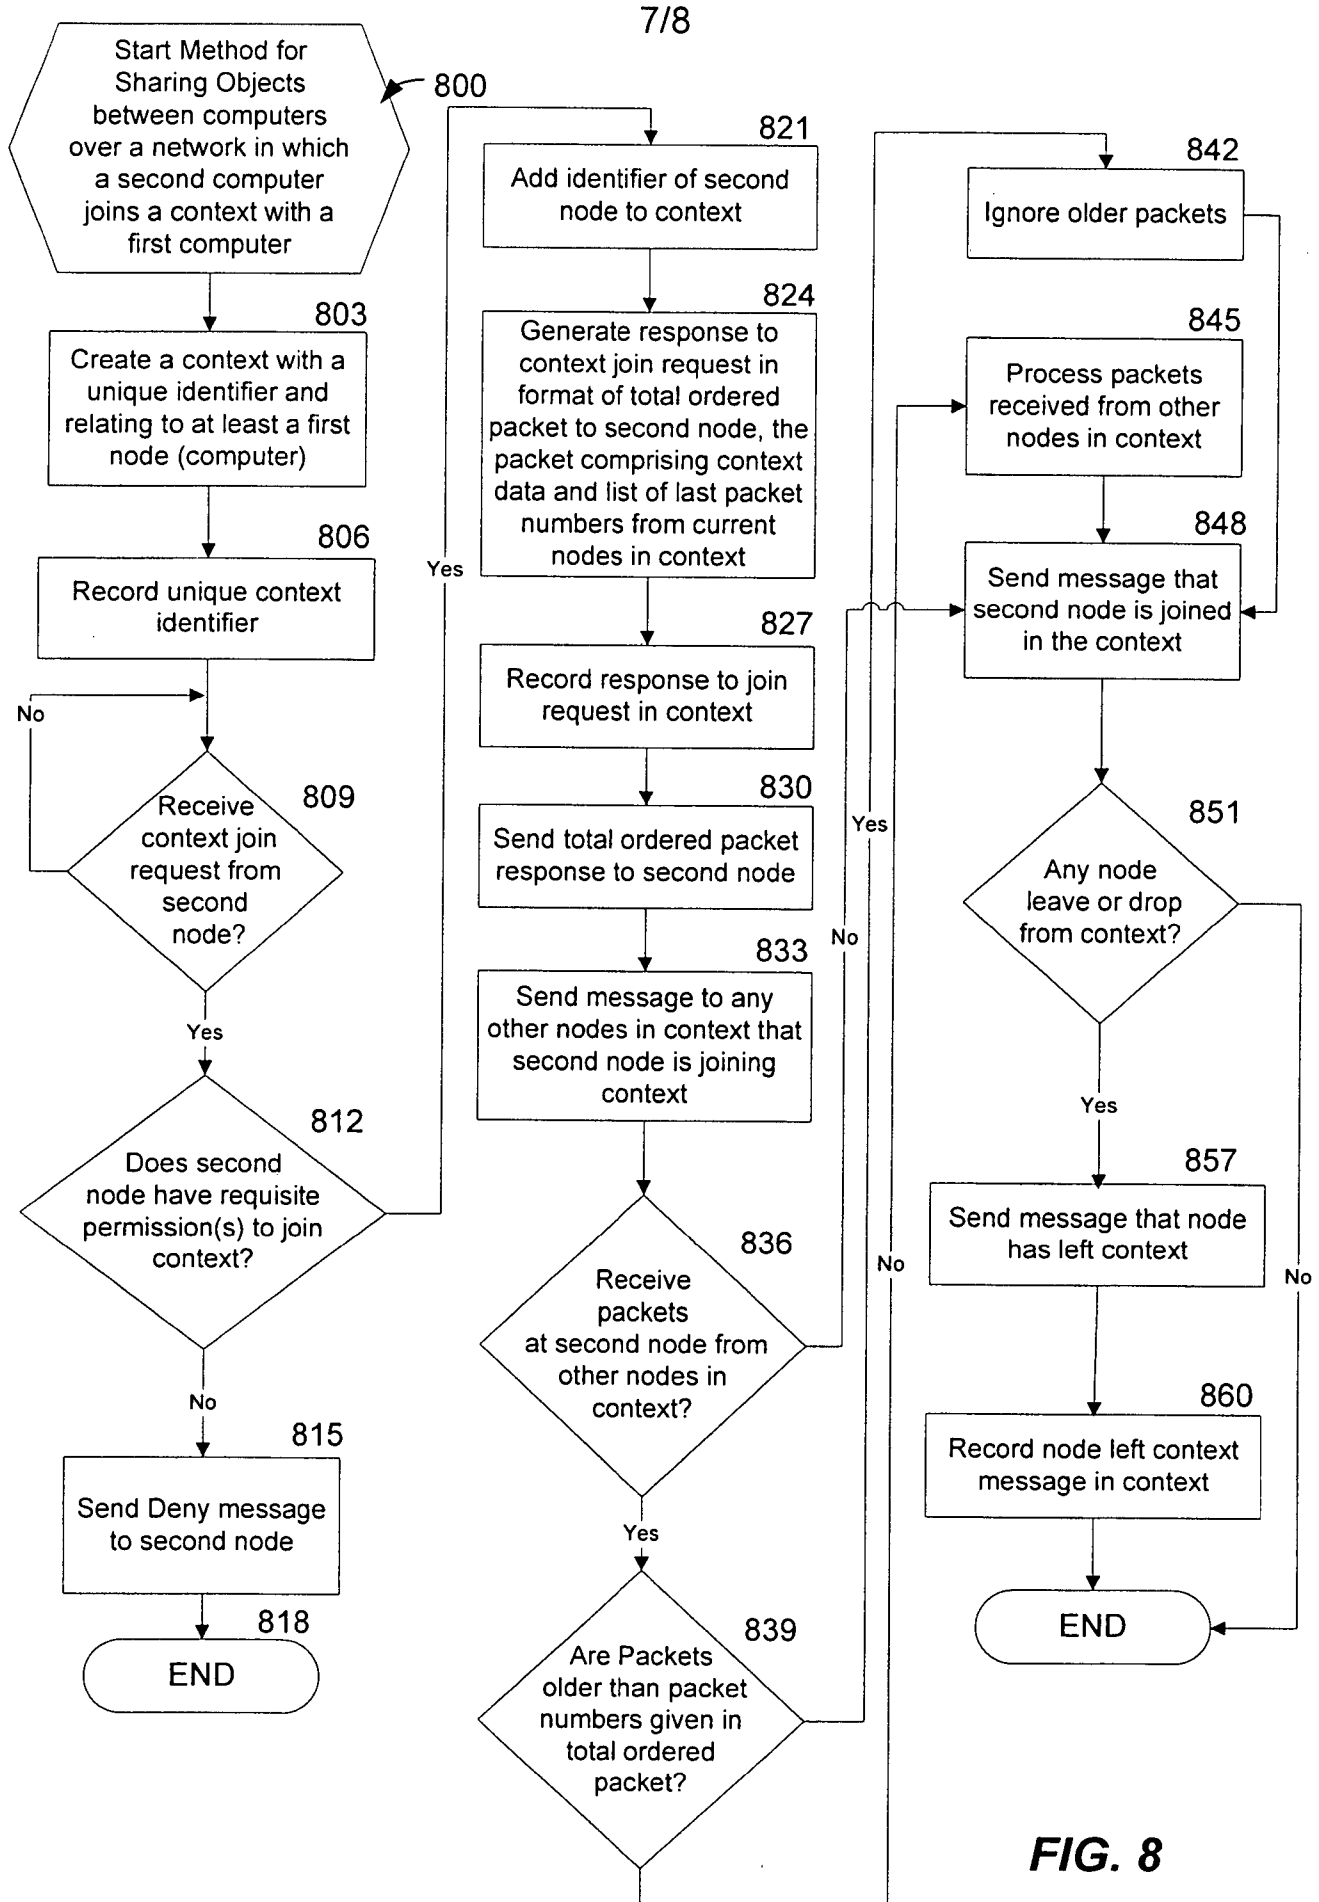 7/8
Start Method for
Sharing Objects
between computers
over a network in which
a second computer
joins a context with a
first computer
800
803
Create a context with a
unique identifier and
relating to at least a first
node (computer)
806
Record unique context
identifier
No
809
Receive
context join
request from
second
node?
Yes
812
Does second
node have requisite
permission(s) to join
context?
Yes
No
815
Send Deny message
to second node
818
END
821
Add identifier of second
node to context
824
Generate response to
context join request in
format of total ordered
packet to second node, the
packet comprising context
data and list of last packet
numbers from current
nodes in context
827
Record response to join
request in context
830
Send total ordered packet
response to second node
833
Send message to any
other nodes in context that
second node is joining
context
836
Receive
packets
at second node from
other nodes in
context?
No
Yes
839
Are Packets
older than packet
numbers given in
total ordered
packet?
Yes
No
842
Ignore older packets
845
Process packets
received from other
nodes in context
848
Send message that
second node is joined
in the context
851
Any node
leave or drop
from context?
Yes
No
857
Send message that node
has left context
860
Record node left context
message in context
END
FIG. 8